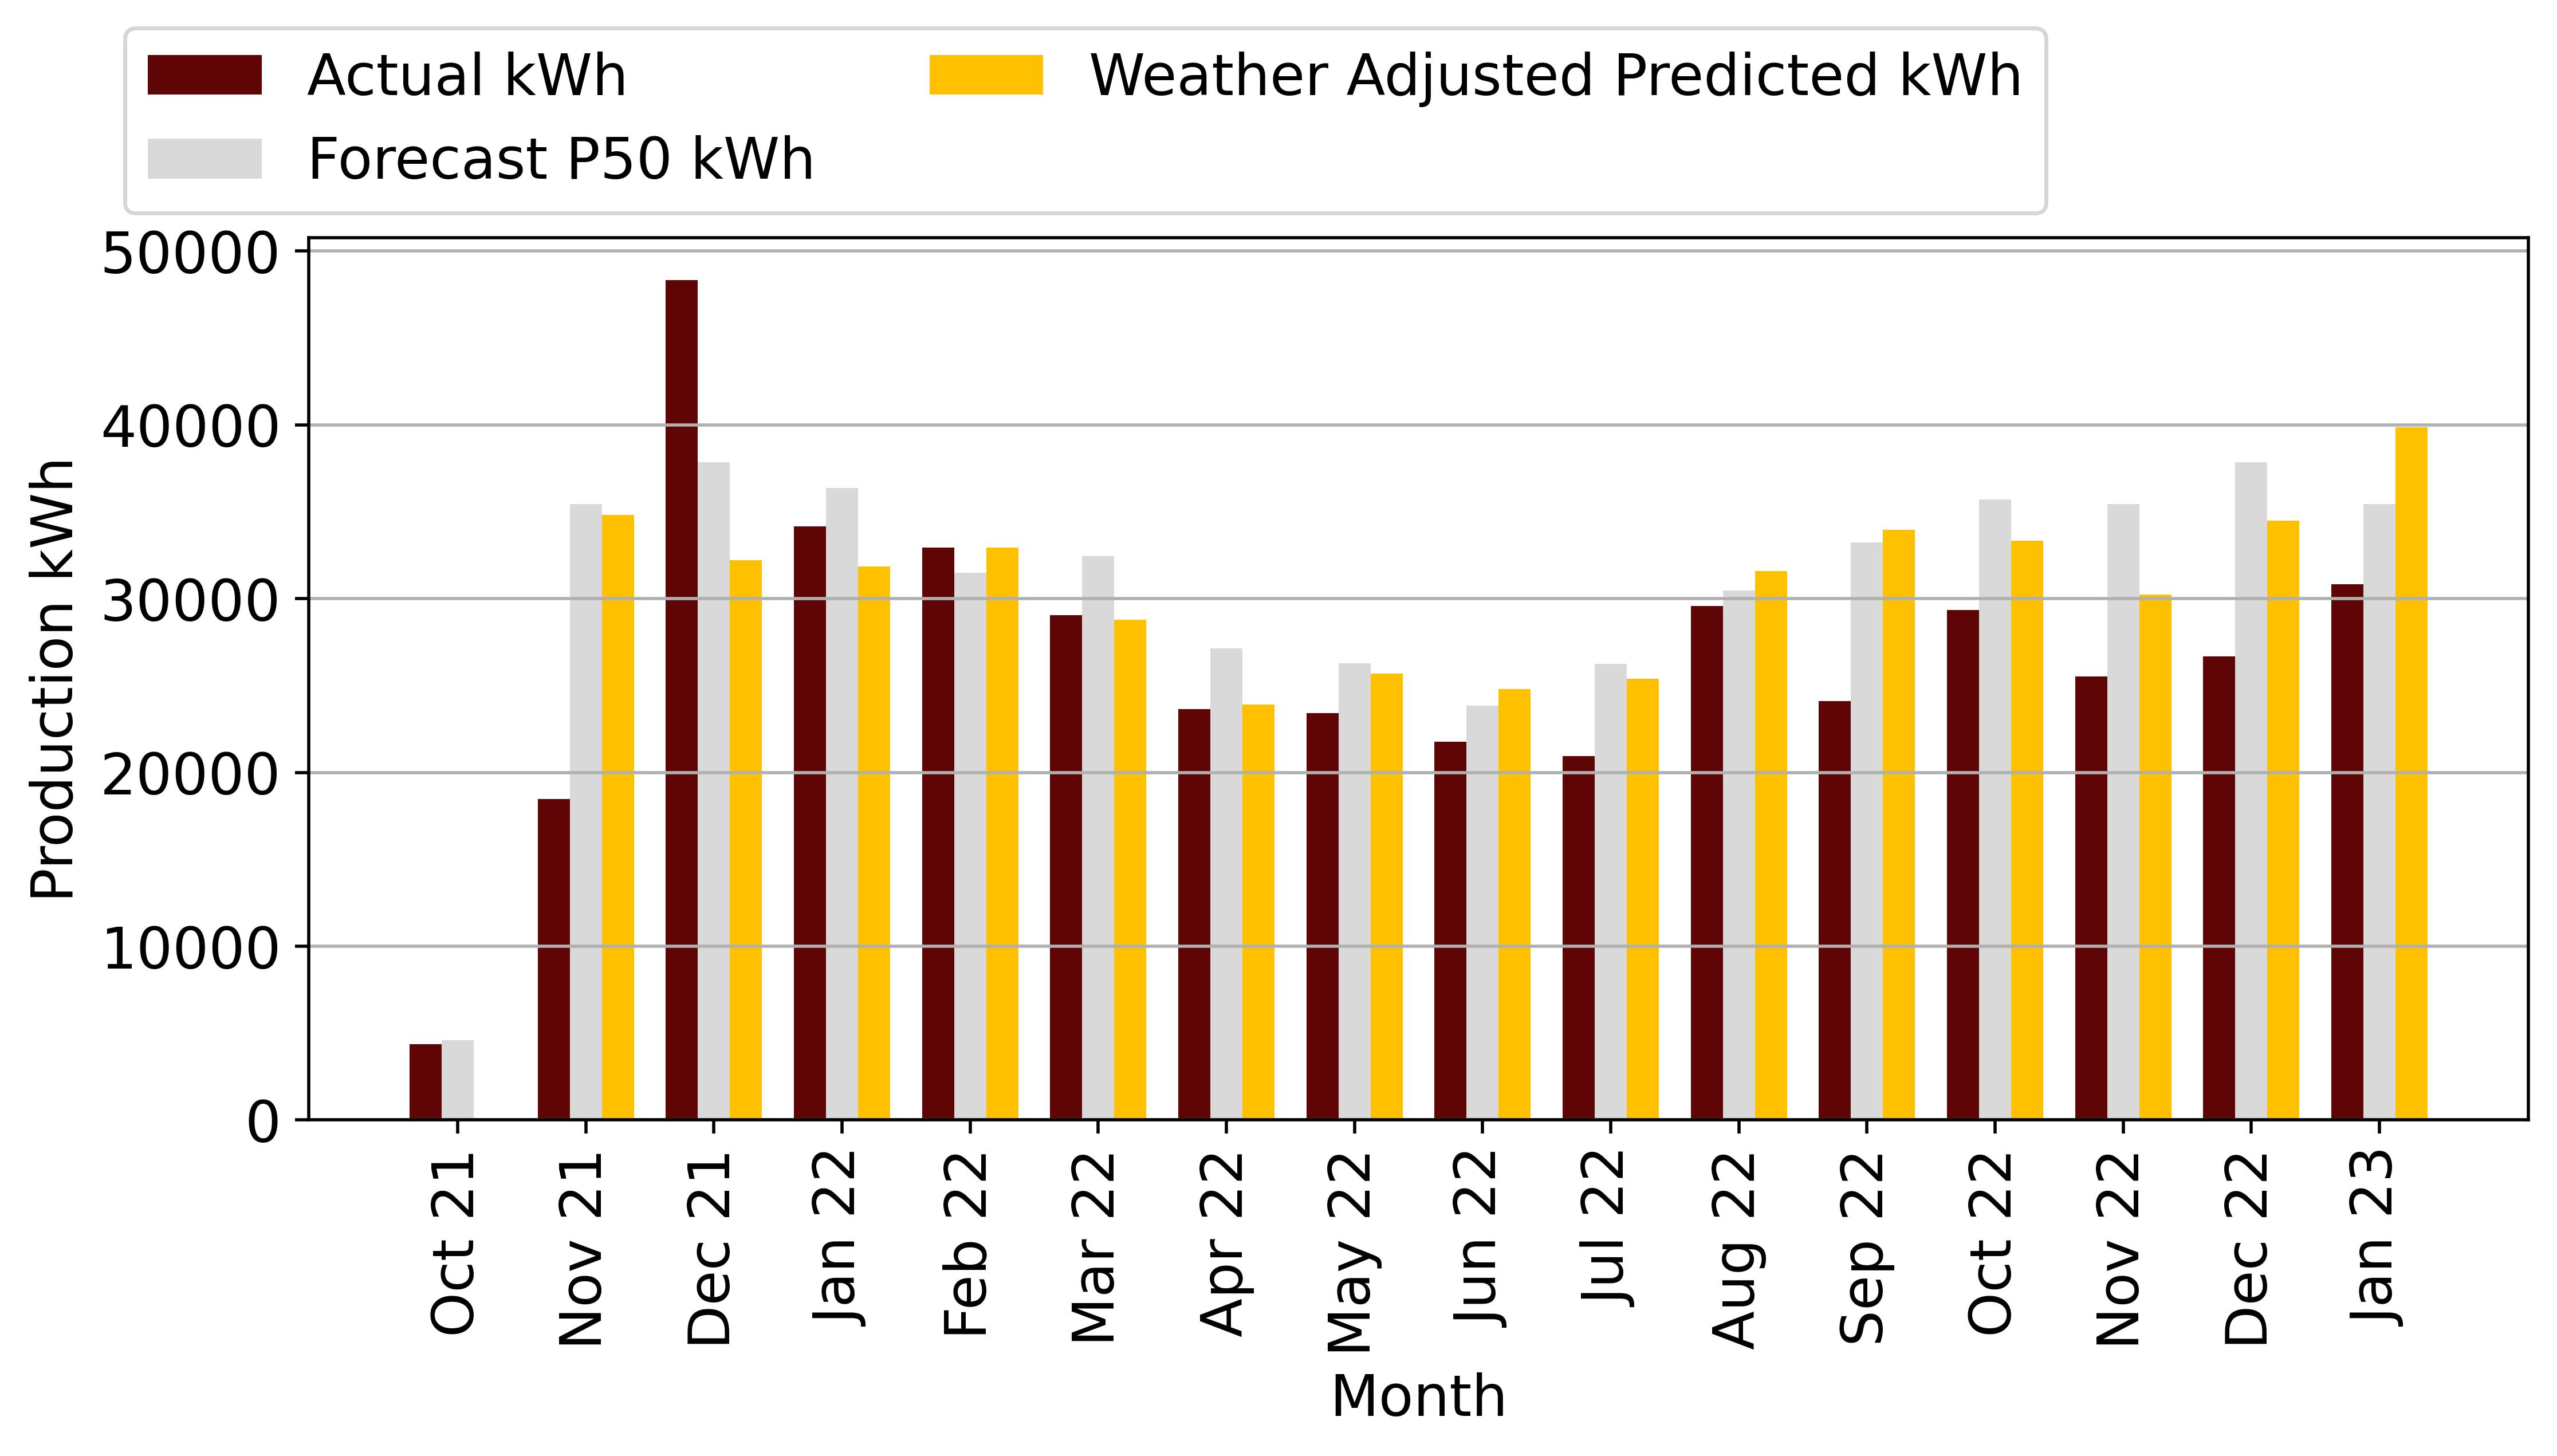 Actual kWh
Forecast P50 kWh
Weather Adjusted Predicted kWh
Production kWh
50000
40000
30000
20000
10000
0
Oct 21
Nov 21
Dec 21
Jan 22
Feb 22
Mar 22
Apr 22
May 22
Jun 22
Jul 22
Aug 22
Sep 22
Oct 22
Nov 22
Dec 22
Jan 23
Month